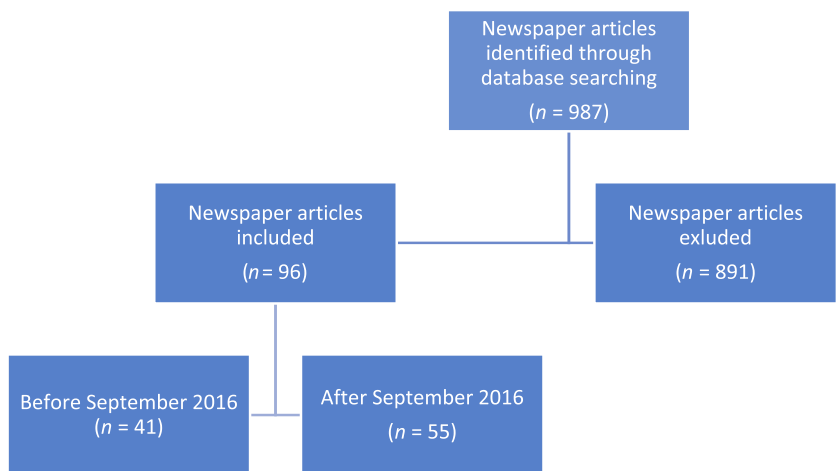 Newspaper articles
identified through
database searching
(n = 987)
Newspaper articles
included
(n = 96)
Newspaper articles
exluded
(n = 891)
Before September 2016
(n = 41)
After September 2016
(n = 55)